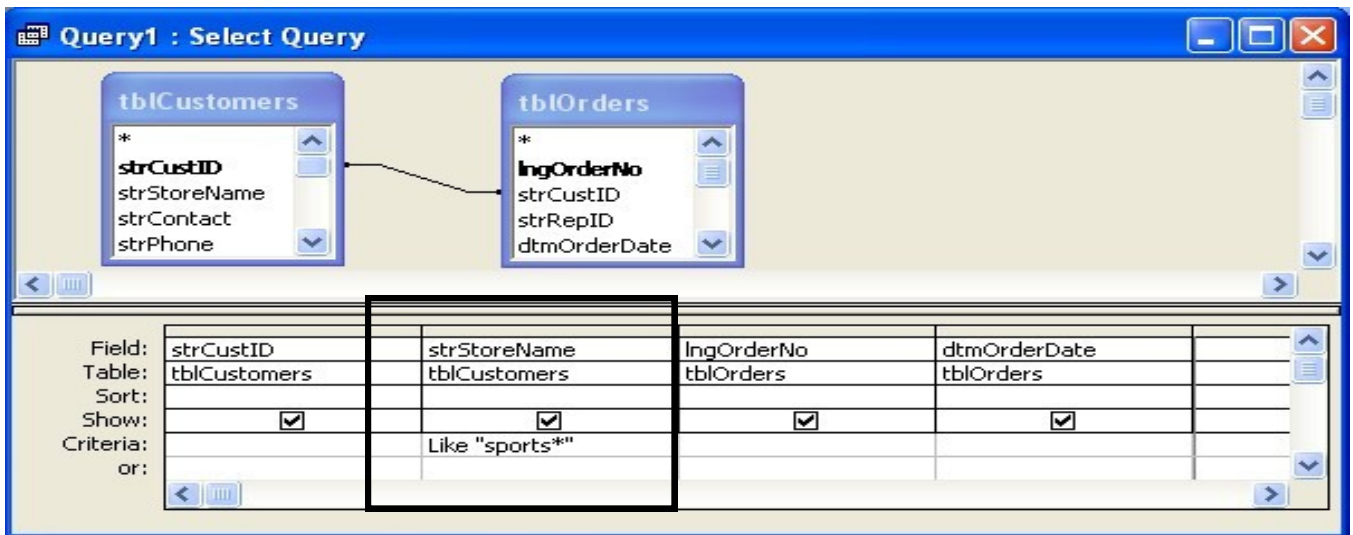 Query1 : Select Query
tblCustomers
*
strCustID
strStoreName
strContact
strPhone
tblOrders
*
lngOrderNo
strCustID
strRepID
dtmOrderDate
Field: strCustID strStoreName lngOrderNo dtmOrderDate
Table: tblCustomers tblCustomers tblOrders tblOrders
Sort:
Show:
Criteria: Like "sports*"
or: